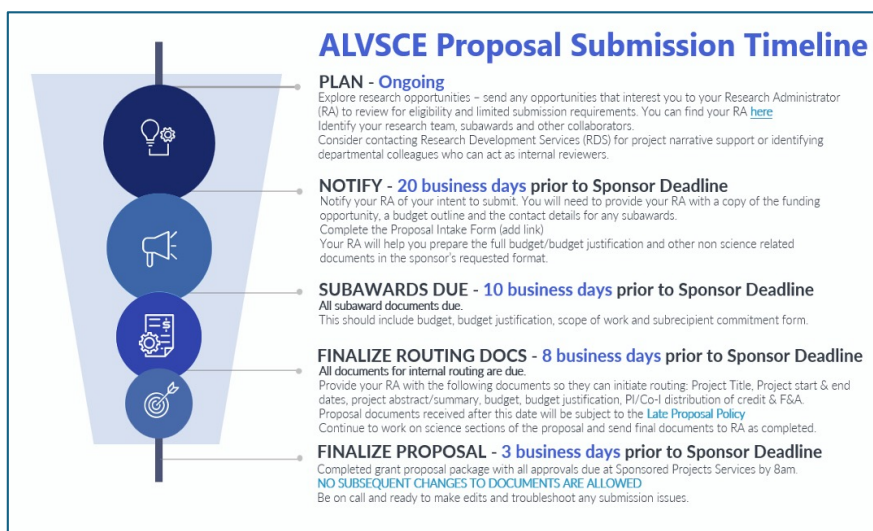 ALVSCE Proposal Submission Timeline
PLAN - Ongoing
Explore research opportunities – send any opportunities that interest you to your Research Administrator
(RA) to review for eligibility and limited submission requirements. You can find your RA here
Identify your research team, subawards and other collaborators.
Consider contacting Research Development Services (RDS) for project narrative support or identifying
departmental colleagues who can act as internal reviewers.
NOTIFY - 20 business days prior to Sponsor Deadline
Notify your RA of your intent to submit. You will need to provide your RA with a copy of the funding
opportunity, a budget outline and the contact details for any subawards.
Complete the Proposal Intake Form (add link)
Your RA will help you prepare the full budget/budget justification and other non science related
documents in the sponsor's requested format.
SUBAWARDS DUE - 10 business days prior to Sponsor Deadline
All subaward documents due.
This should include budget, budget justification, scope of work and subrecipient commitment form.
FINALIZE ROUTING DOCS - 8 business days prior to Sponsor Deadline
All documents for internal routing are due.
Provide your RA with the following documents so they can initiate routing: Project Title, Project start & end
dates, project abstract/summary, budget, budget justification, PI/Co-I distribution of credit & F&A.
Proposal documents received after this date will be subject to the Late Proposal Policy
Continue to work on science sections of the proposal and send final documents to RA as completed.
FINALIZE PROPOSAL - 3 business days prior to Sponsor Deadline
Completed grant proposal package with all approvals due at Sponsored Projects Services by 8am.
NO SUBSEQUENT CHANGES TO DOCUMENTS ARE ALLOWED
Be on call and ready to make edits and troubleshoot any submission issues.
$